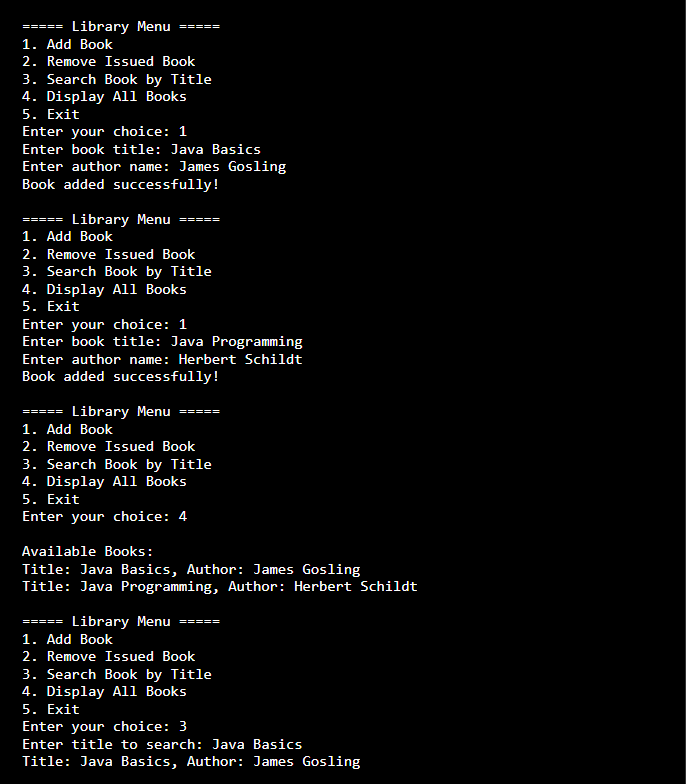 ===== Library Menu =====
1. Add Book
2. Remove Issued Book
3. Search Book by Title
4. Display All Books
5. Exit
Enter your choice: 1
Enter book title: Java Basics
Enter author name: James Gosling
Book added successfully!

===== Library Menu =====
1. Add Book
2. Remove Issued Book
3. Search Book by Title
4. Display All Books
5. Exit
Enter your choice: 1
Enter book title: Java Programming
Enter author name: Herbert Schildt
Book added successfully!

===== Library Menu =====
1. Add Book
2. Remove Issued Book
3. Search Book by Title
4. Display All Books
5. Exit
Enter your choice: 4

Available Books:
Title: Java Basics, Author: James Gosling
Title: Java Programming, Author: Herbert Schildt

===== Library Menu =====
1. Add Book
2. Remove Issued Book
3. Search Book by Title
4. Display All Books
5. Exit
Enter your choice: 3
Enter title to search: Java Basics
Title: Java Basics, Author: James Gosling